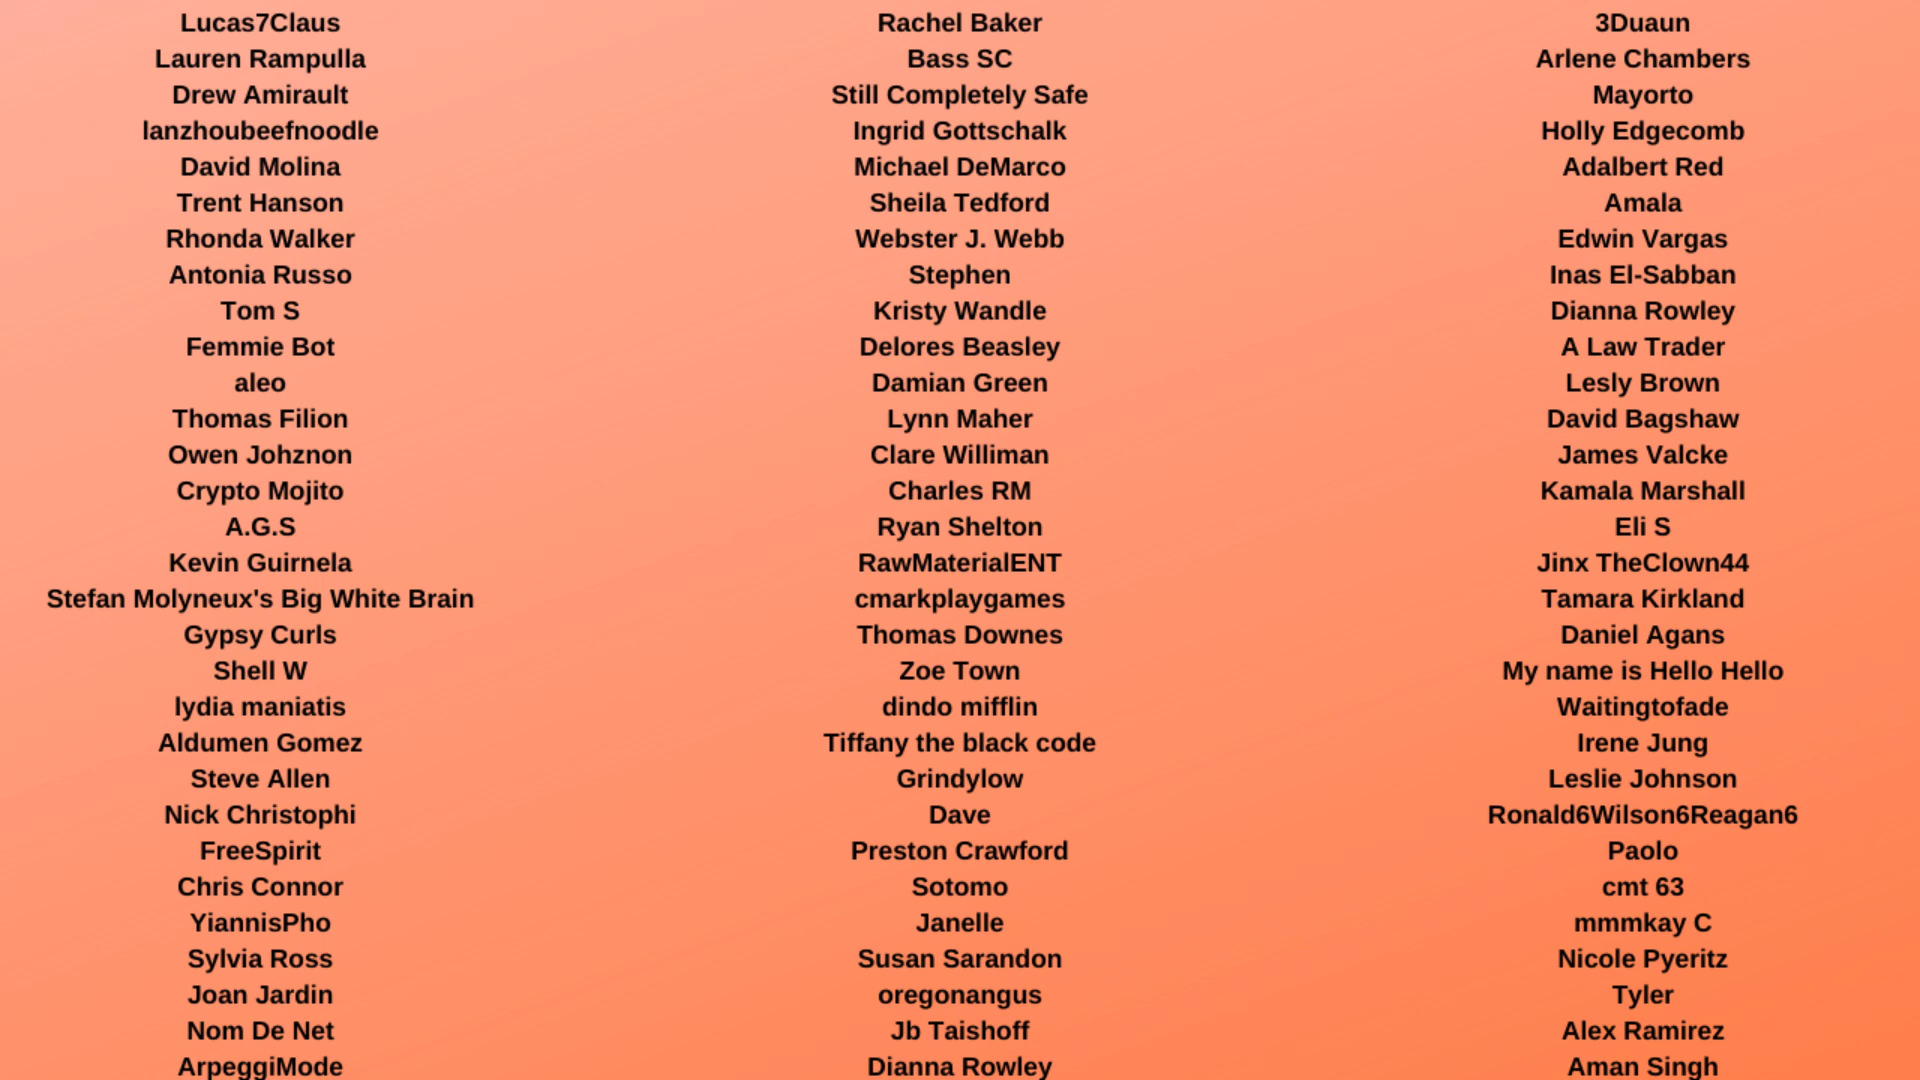 Lucas7Claus
Lauren Rampulla
Drew Amirault
lanzhoubeefnoodle
David Molina
Trent Hanson
Rhonda Walker
Antonia Russo
Tom S
Femmie Bot
aleo
Thomas Filion
Owen Johznon
Crypto Mojito
A.G.S
Kevin Guirnela
Stefan Molyneux's Big White Brain
Gypsy Curls
Shell W
lydia maniatis
Aldumen Gomez
Steve Allen
Nick Christophi
FreeSpirit
Chris Connor
YiannisPho
Sylvia Ross
Joan Jardin
Nom De Net
ArpeggiMode
Rachel Baker
Bass SC
Still Completely Safe
Ingrid Gottschalk
Michael DeMarco
Sheila Tedford
Webster J. Webb
Stephen
Kristy Wandle
Delores Beasley
Damian Green
Lynn Maher
Clare Williman
Charles RM
Ryan Shelton
RawMaterialENT
cmarkplaygames
Thomas Downes
Zoe Town
dindo mifflin
Tiffany the black code
Grindylow
Dave
Preston Crawford
Sotomo
Janelle
Susan Sarandon
oregonangus
Jb Taishoff
Dianna Rowley
3Duaun
Arlene Chambers
Mayorto
Holly Edgecomb
Adalbert Red
Amala
Edwin Vargas
Inas El-Sabban
Dianna Rowley
A Law Trader
Lesly Brown
David Bagshaw
James Valcke
Kamala Marshall
Eli S
Jinx TheClown44
Tamara Kirkland
Daniel Agans
My name is Hello Hello
Waitingtofade
Irene Jung
Leslie Johnson
Ronald6Wilson6Reagan6
Paolo
cmt 63
mmmkay C
Nicole Pyeritz
Tyler
Alex Ramirez
Aman Singh